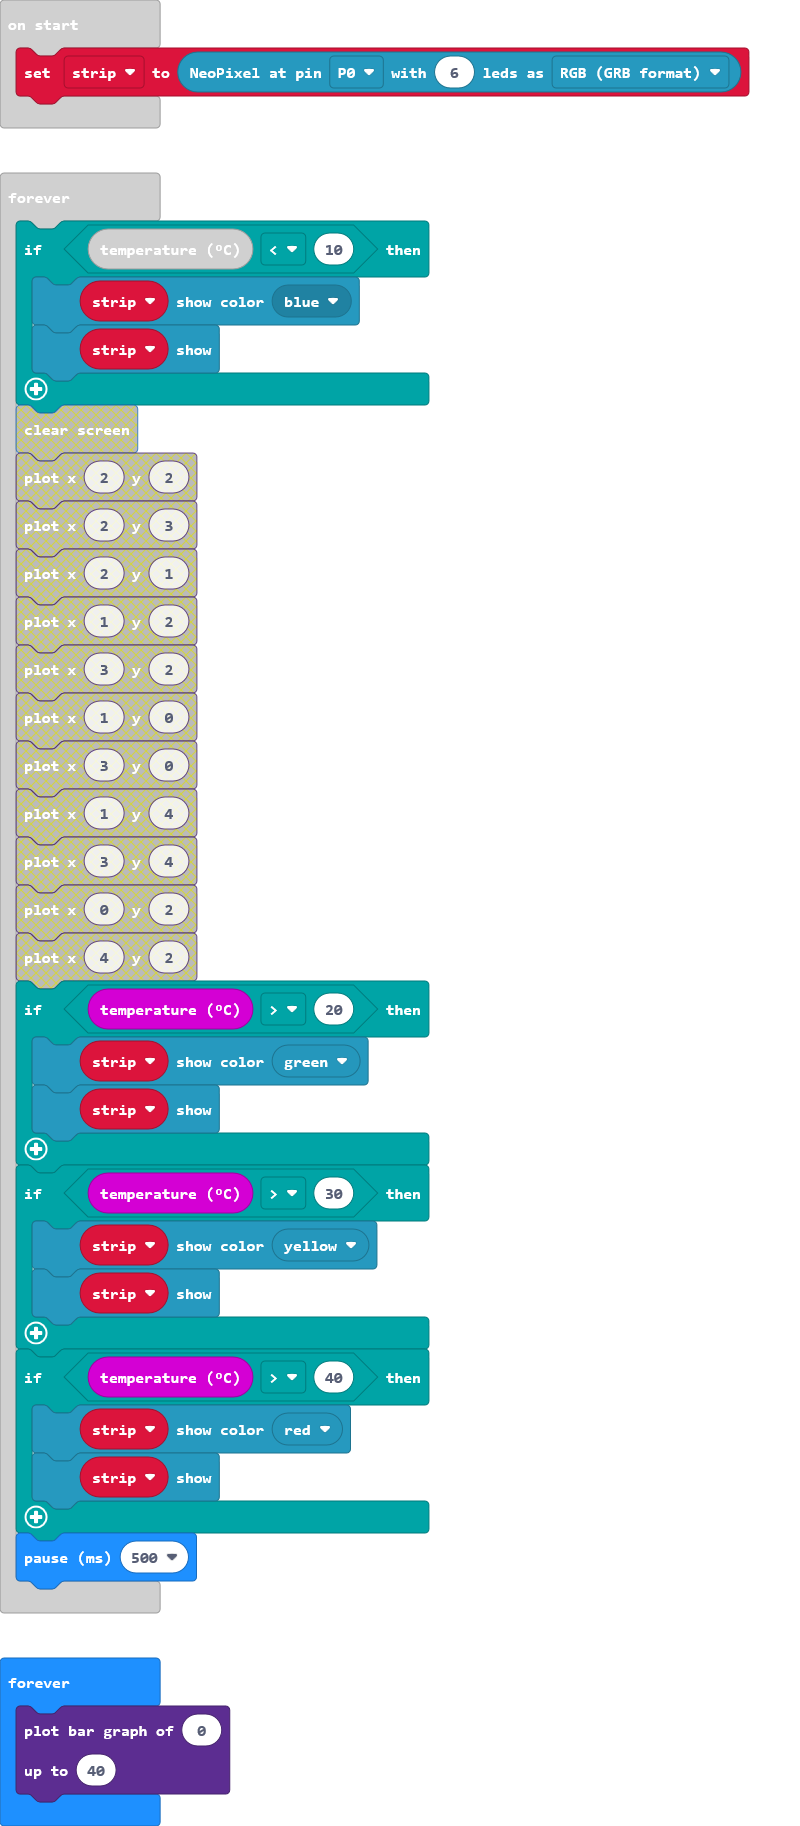 on start
set strip to NeoPixel at pin P0 with 6 leds as RGB (GRB format)
forever
if temperature (ºC) < 10 then
strip show color blue
strip show
clear screen
plot x 2 y 2
plot x 2 y 3
plot x 2 y 1
plot x 1 y 2
plot x 3 y 2
plot x 1 y 0
plot x 3 y 0
plot x 1 y 4
plot x 3 y 4
plot x 0 y 2
plot x 4 y 2
if temperature (ºC) > 20 then
strip show color green
strip show
if temperature (ºC) > 30 then
strip show color yellow
strip show
if temperature (ºC) > 40 then
strip show color red
strip show
pause (ms) 500
forever
plot bar graph of 0
up to 40